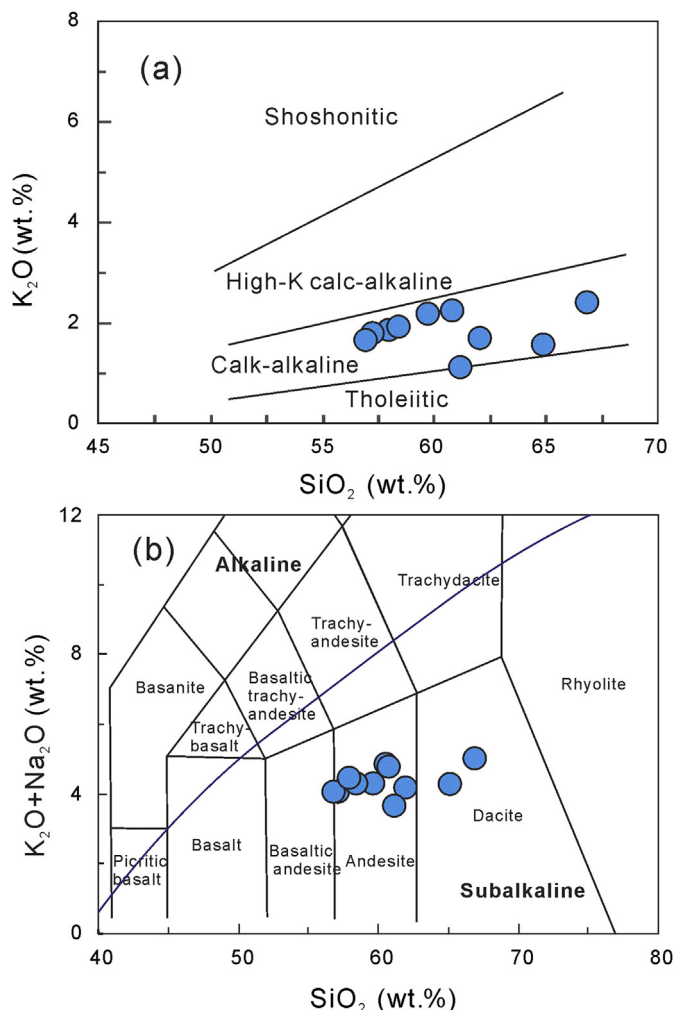 8
(a)
Shoshonitic
6
K₂O (wt.%)
4
High-K calc-alkaline
2
Calk-alkaline
Tholeiitic
0
45 50 55 60 65 70
SiO₂ (wt.%)
12
(b)
Alkaline
Trachydacite
Trachy-
andesite
8
Basanite
Basaltic
trachy-
andesite
Rhyolite
K₂O+Na₂O (wt.%)
Trachy-
basalt
4
Dacite
Picritic
basalt
Basalt
Basaltic
andesite
Andesite
Subalkaline
0
40 50 60 70 80
SiO₂ (wt.%)